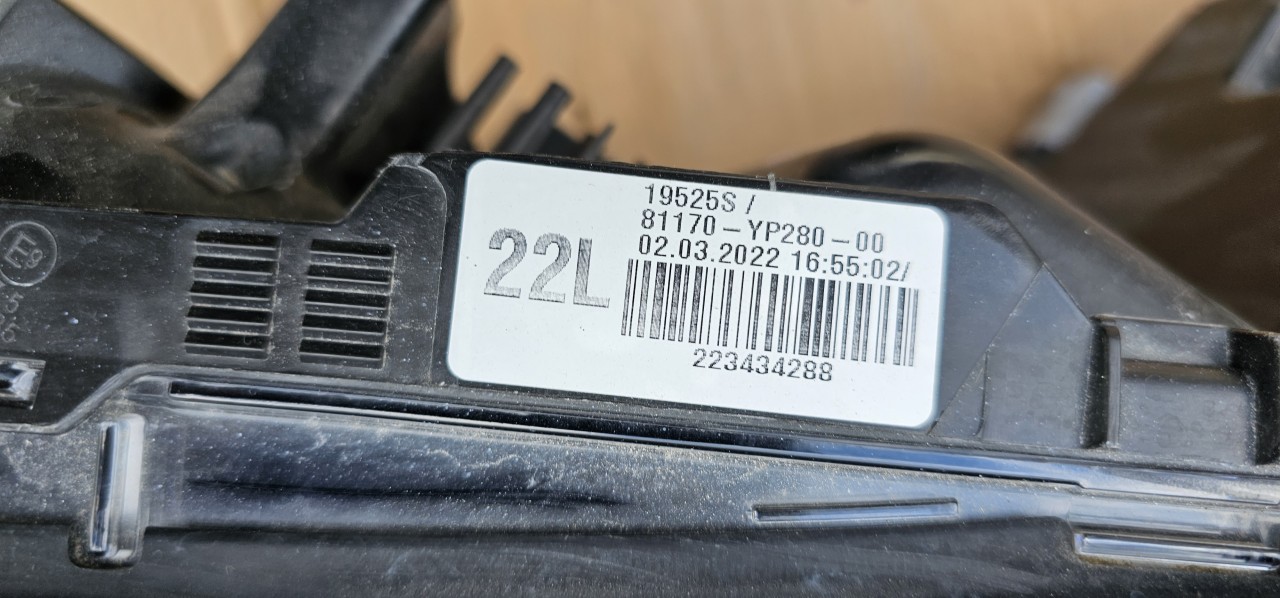 19525S /
81170-YP280-00
22L
02.03.2022 16:55:02/
223434288
E9